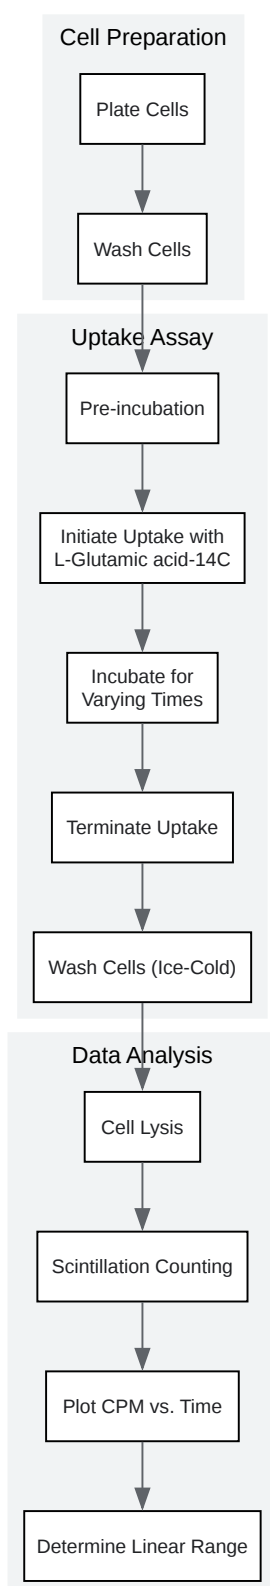 Cell Preparation
Plate Cells
Wash Cells
Uptake Assay
Pre-incubation
Initiate Uptake with
L-Glutamic acid-14C
Incubate for
Varying Times
Terminate Uptake
Wash Cells (Ice-Cold)
Data Analysis
Cell Lysis
Scintillation Counting
Plot CPM vs. Time
Determine Linear Range